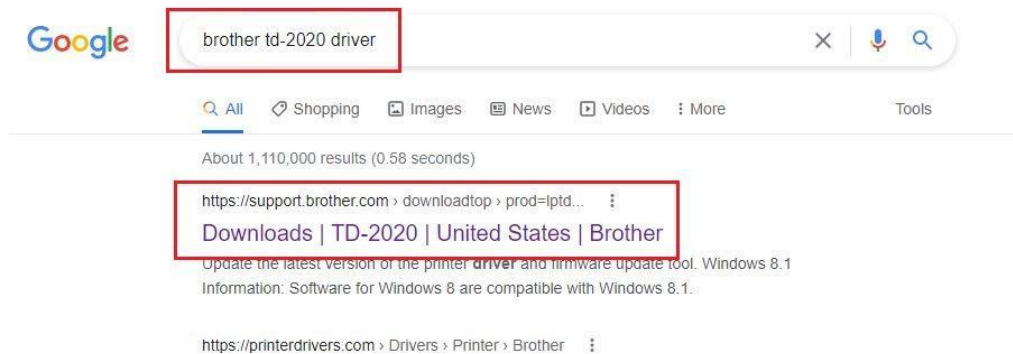 Google
brother td-2020 driver
All Shopping Images News Videos More Tools
About 1,110,000 results (0.58 seconds)
https://support.brother.com › downloadtop › prod=lptd...
Downloads | TD-2020 | United States | Brother
Update the latest version of the printer driver and firmware update tool. Windows 8.1
Information: Software for Windows 8 are compatible with Windows 8.1.
https://printerdrivers.com › Drivers › Printer › Brother